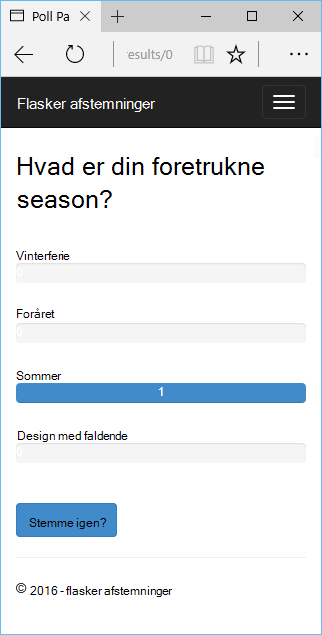 Poll Pa
results/0
Flasker afstemninger
Hvad er din foretrukne
season?
Vinterferie
0
Foråret
0
Sommer
1
Design med faldende
0
Stemme igen?
© 2016 - flasker afstemninger